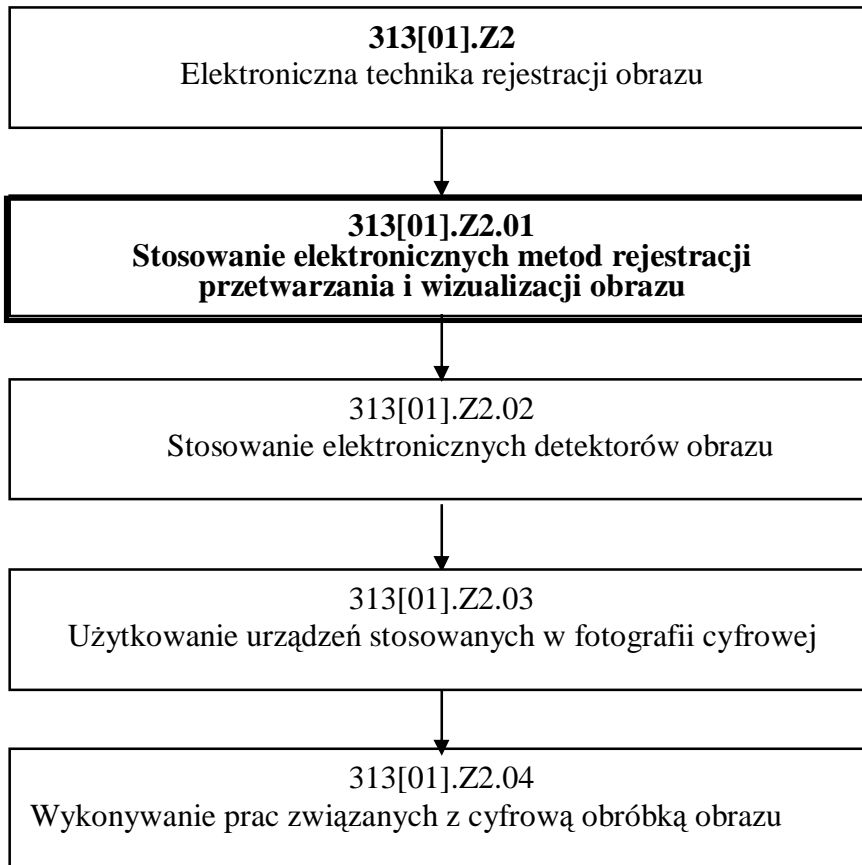 313[01].Z2
Elektroniczna technika rejestracji obrazu
313[01].Z2.01
Stosowanie elektronicznych metod rejestracji
przetwarzania i wizualizacji obrazu
313[01].Z2.02
Stosowanie elektronicznych detektorów obrazu
313[01].Z2.03
Użytkowanie urządzeń stosowanych w fotografii cyfrowej
313[01].Z2.04
Wykonywanie prac związanych z cyfrową obróbką obrazu